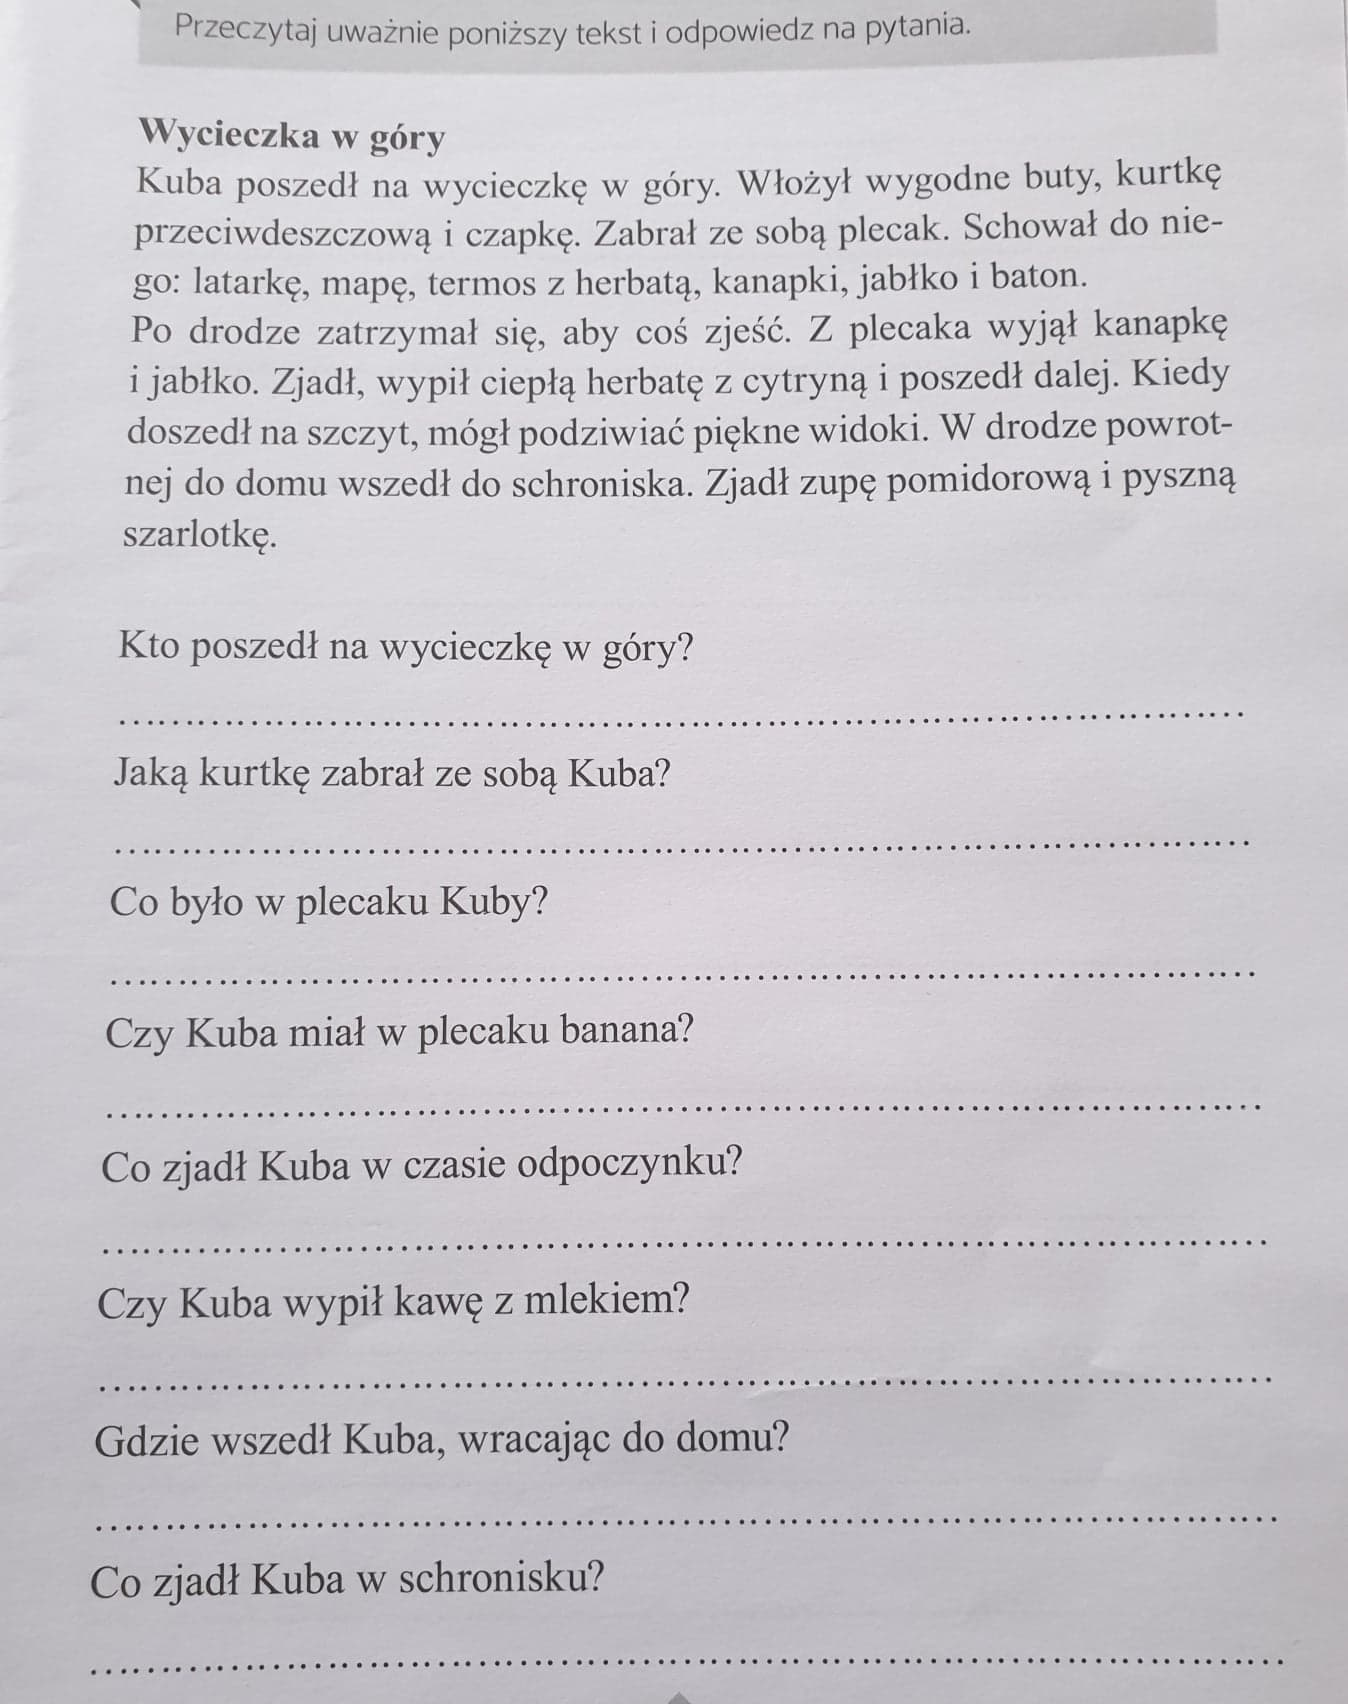 Przeczytaj uważnie poniższy tekst i odpowiedz na pytania.
Wycieczka w góry
Kuba poszedł na wycieczkę w góry. Włożył wygodne buty, kurtkę
przeciwdeszczową i czapkę. Zabrał ze sobą plecak. Schował do nie-
go: latarkę, mapę, termos z herbatą, kanapki, jabłko i baton.
Po drodze zatrzymał się, aby coś zjeść. Z plecaka wyjął kanapkę
i jabłko. Zjadł, wypił ciepłą herbatę z cytryną i poszedł dalej. Kiedy
doszedł na szczyt, mógł podziwiać piękne widoki. W drodze powrot-
nej do domu wszedł do schroniska. Zjadł zupę pomidorową i pyszną
szarlotkę.
Kto poszedł na wycieczkę w góry?
Jaką kurtkę zabrał ze sobą Kuba?
Co było w plecaku Kuby?
Czy Kuba miał w plecaku banana?
Co zjadł Kuba w czasie odpoczynku?
Czy Kuba wypił kawę z mlekiem?
Gdzie wszedł Kuba, wracając do domu?
Co zjadł Kuba w schronisku?